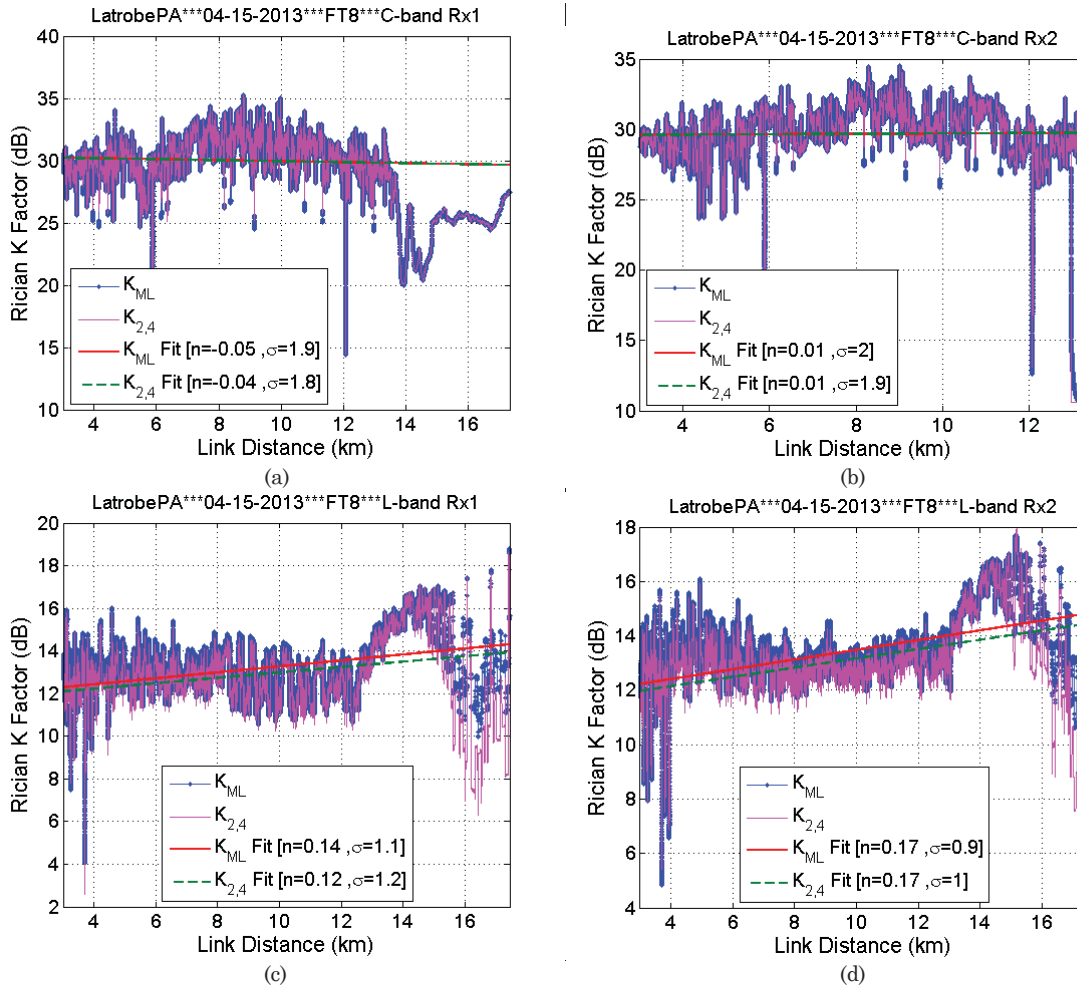 LatrobePA***04-15-2013***FT8***C-band Rx1
40
35
30
25
20
15
10
Rician K Factor (dB)
K_ML
K_2,4
K_ML Fit [n=-0.05 ,σ=1.9]
K_2,4 Fit [n=-0.04 ,σ=1.8]
4 6 8 10 12 14 16
Link Distance (km)
(a)
LatrobePA***04-15-2013***FT8***C-band Rx2
35
30
25
20
15
10
Rician K Factor (dB)
K_ML
K_2,4
K_ML Fit [n=0.01 ,σ=2]
K_2,4 Fit [n=0.01 ,σ=1.9]
4 6 8 10 12
Link Distance (km)
(b)
LatrobePA***04-15-2013***FT8***L-band Rx1
20
18
16
14
12
10
8
6
4
2
Rician K Factor (dB)
K_ML
K_2,4
K_ML Fit [n=0.14 ,σ=1.1]
K_2,4 Fit [n=0.12 ,σ=1.2]
4 6 8 10 12 14 16
Link Distance (km)
(c)
LatrobePA***04-15-2013***FT8***L-band Rx2
18
16
14
12
10
8
6
4
Rician K Factor (dB)
K_ML
K_2,4
K_ML Fit [n=0.17 ,σ=0.9]
K_2,4 Fit [n=0.17 ,σ=1]
4 6 8 10 12 14 16
Link Distance (km)
(d)